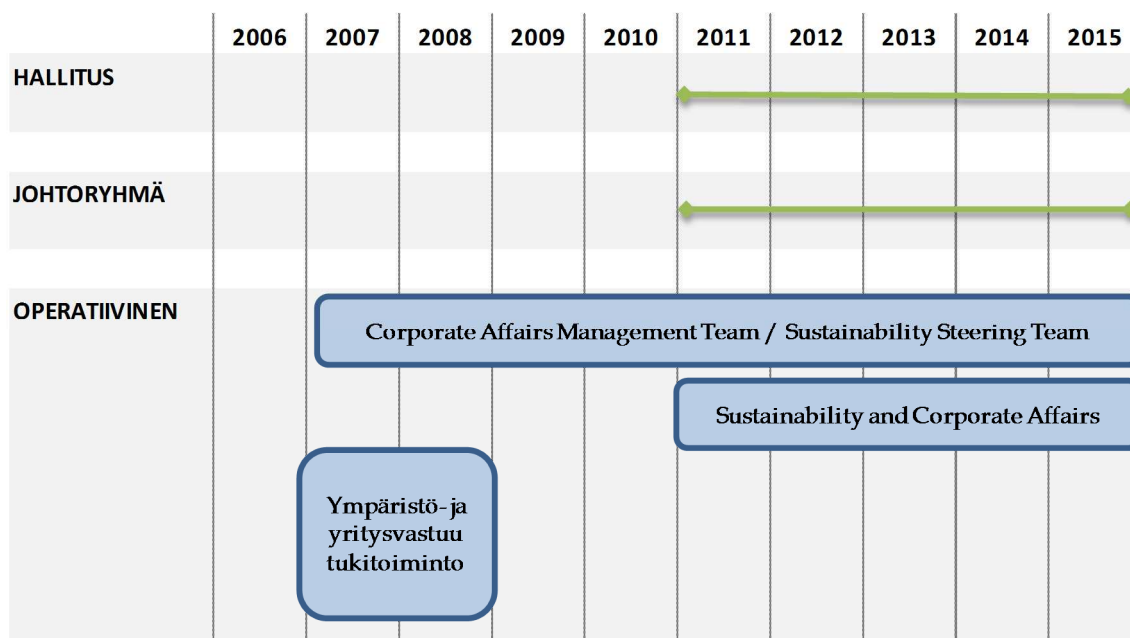 2006 2007 2008 2009 2010 2011 2012 2013 2014 2015
HALLITUS
JOHTORYHMÄ
OPERATIIVINEN
Corporate Affairs Management Team / Sustainability Steering Team
Sustainability and Corporate Affairs
Ympäristö- ja
yritysvastuu
tukitoiminto